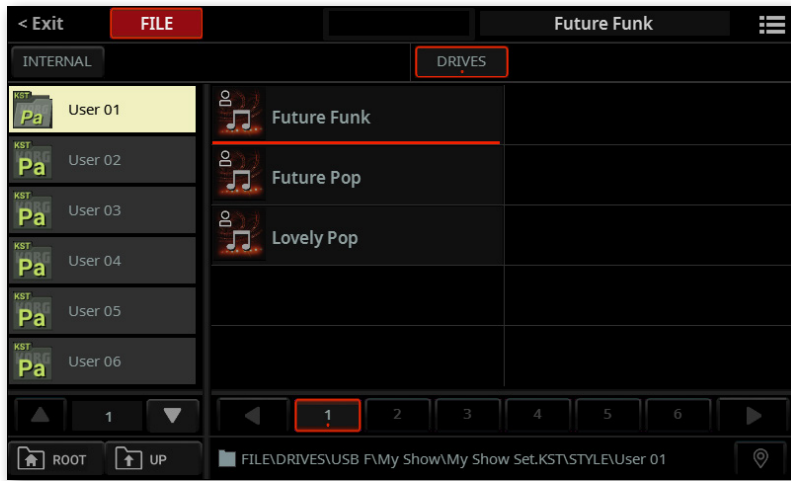 < Exit FILE Future Funk
INTERNAL DRIVES
KST Pa User 01
KST Pa User 02
KST Pa User 03
KST Pa User 04
KST Pa User 05
KST Pa User 06
Future Funk
Future Pop
Lovely Pop
1
1 2 3 4 5 6
ROOT UP
FILE\DRIVES\USB F\My Show\My Show Set.KST\STYLE\User 01